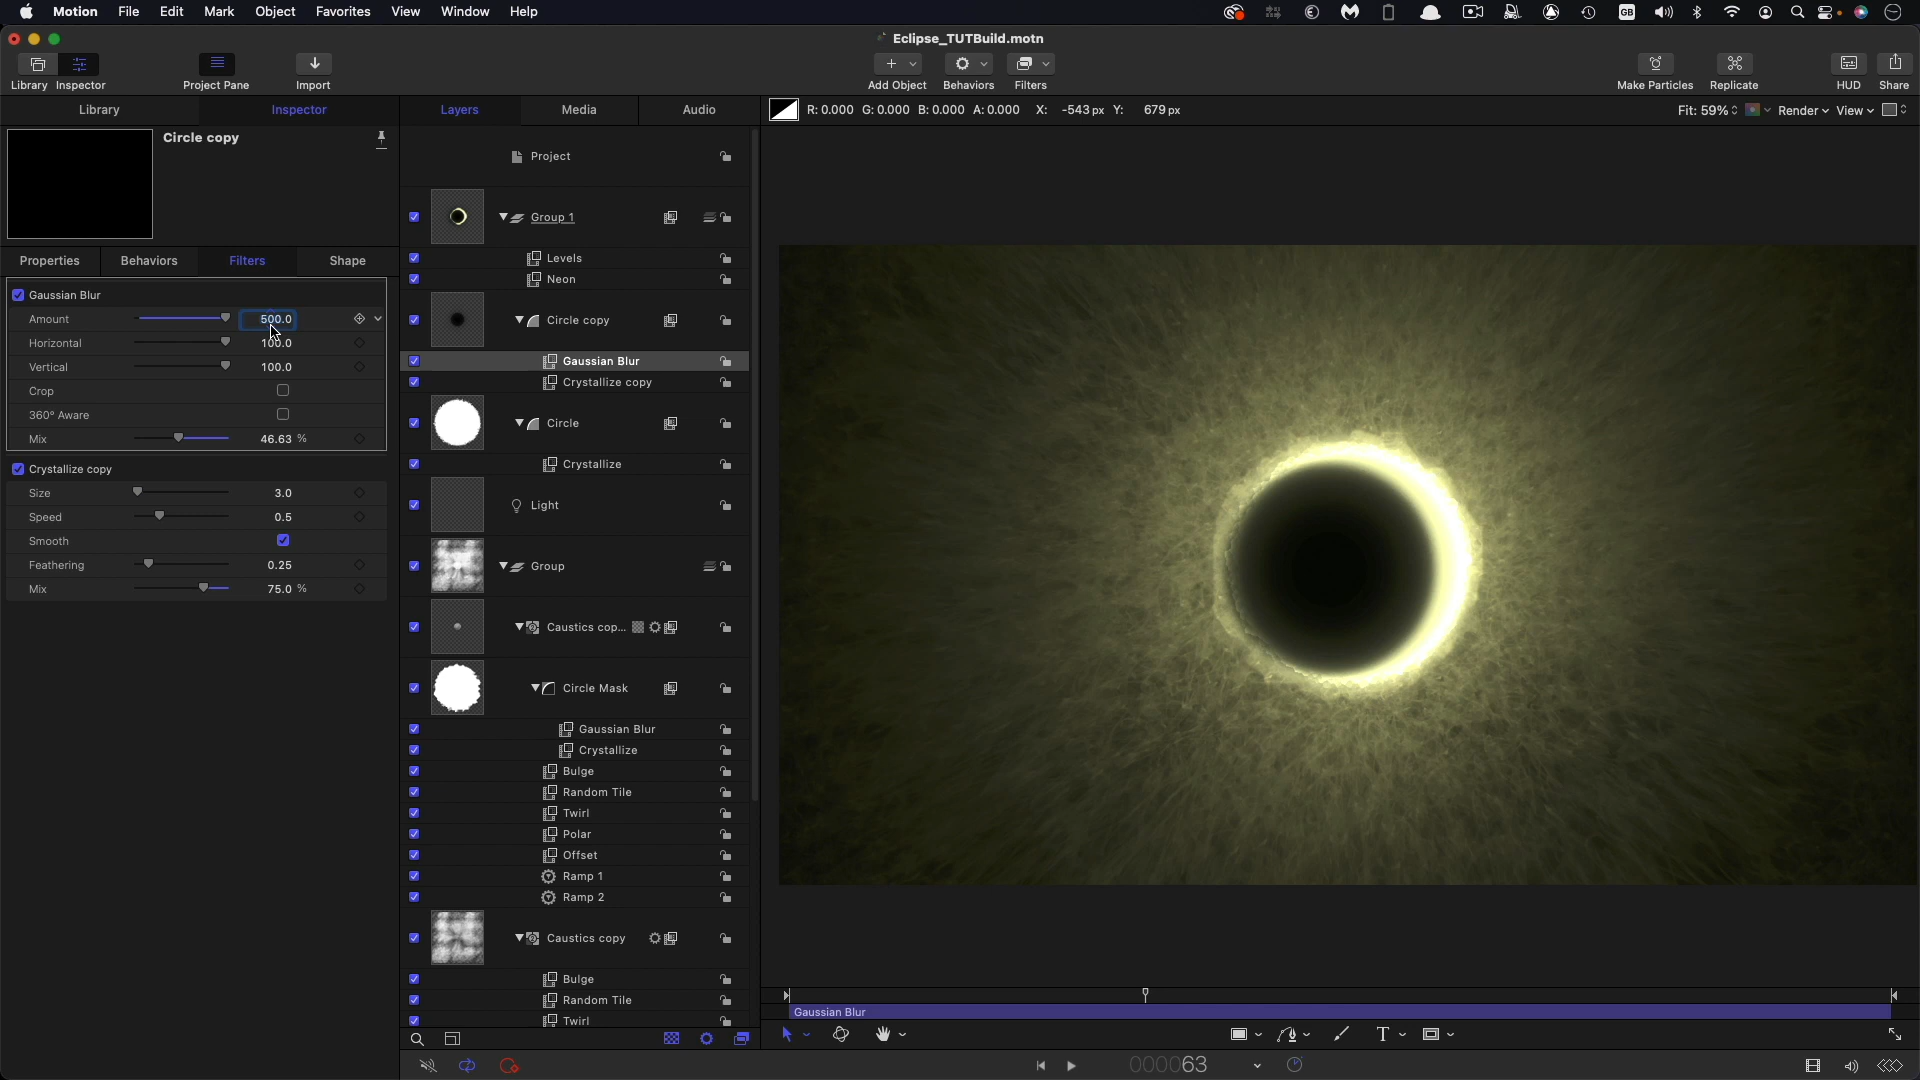 Motion File Edit Mark Object Favorites View Window Help
GB
Eclipse_TUTBuild.motn
Library Inspector Project Pane Import Add Object Behaviors Filters Make Particles Replicate HUD Share
Library Inspector Layers Media Audio
R: 0.000 G: 0.000 B: 0.000 A: 0.000 X: -543 px Y: 679 px
Fit: 59% Render View
Circle copy
Properties Behaviors Filters Shape
Gaussian Blur
Amount 500.0
Horizontal 100.0
Vertical 100.0
Crop
360° Aware
Mix 46.63 %
Crystallize copy
Size 3.0
Speed 0.5
Smooth
Feathering 0.25
Mix 75.0 %
Project
Group 1
Levels
Neon
Circle copy
Gaussian Blur
Crystallize copy
Circle
Crystallize
Light
Group
Caustics cop...
Circle Mask
Gaussian Blur
Crystallize
Bulge
Random Tile
Twirl
Polar
Offset
Ramp 1
Ramp 2
Caustics copy
Bulge
Random Tile
Twirl
Gaussian Blur
T
000063